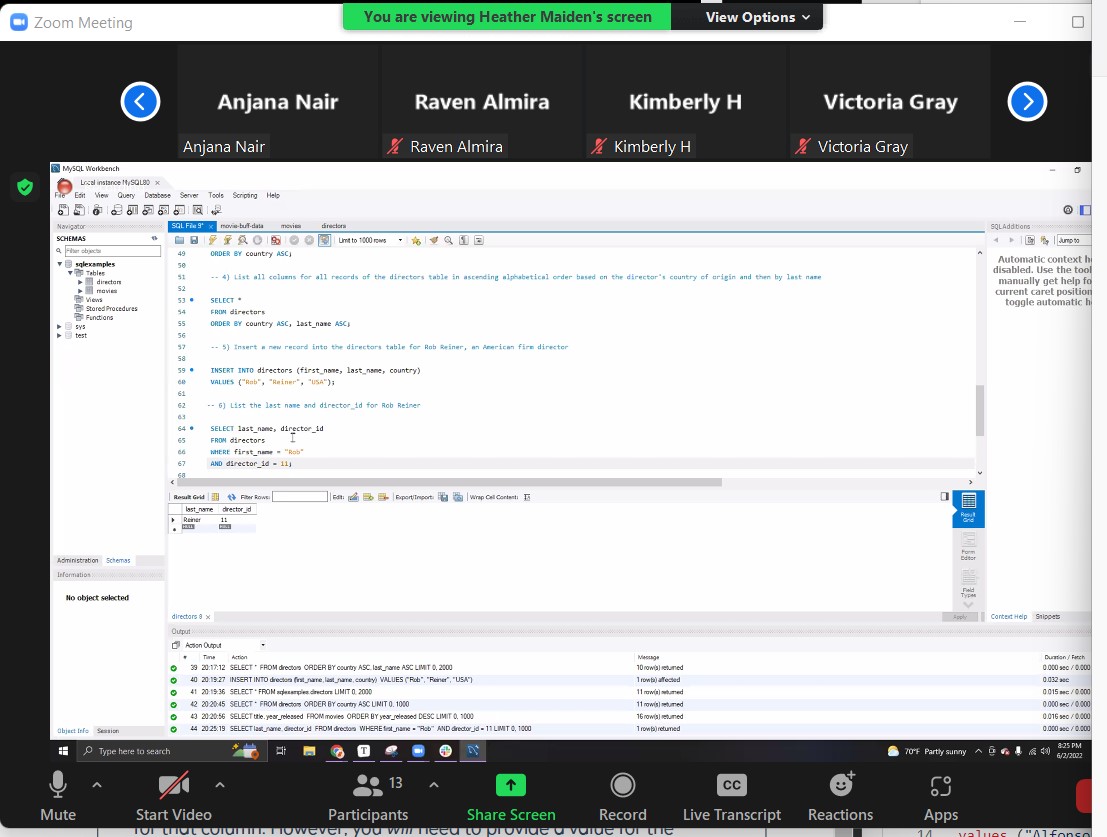 Zoom Meeting
You are viewing Heather Maiden's screen
View Options
Anjana Nair
Raven Almira
Kimberly H
Victoria Gray
Anjana Nair
Raven Almira
Kimberly H
Victoria Gray
MySQL Workbench
Local instance MySQL80
File Edit View Query Database Server Tools Scripting Help
Navigator
SQL File 9*
movie-buff-data
movies
directors
SQLAdditions
SCHEMAS
Filter objects
Limit to 1000 rows
Jump to
sqlexamples
Tables
directors
movies
Views
Stored Procedures
Functions
sys
test
49 ORDER BY country ASC;
50
51 -- 4) List all columns for all records of the directors table in ascending alphabetical order based on the director's country of origin and then by last name
52
53 SELECT *
54 FROM directors
55 ORDER BY country ASC, last_name ASC;
56
57 -- 5) Insert a new record into the directors table for Rob Reiner, an American firm director
58
59 INSERT INTO directors (first_name, last_name, country)
60 VALUES ("Rob", "Reiner", "USA");
61
62 -- 6) List the last name and director_id for Rob Reiner
63
64 SELECT last_name, director_id
65 FROM directors
66 WHERE first_name = "Rob"
67 AND director_id = 11;
68
Automatic context he
disabled. Use the tool
manually get help fo
current caret position
toggle automatic he
Result Grid
Filter Rows:
Edit:
Export/Import:
Wrap Cell Content:
last_name director_id
Reiner 11
NULL NULL
Result Grid
Form Editor
Field Types
Administration Schemas
Information
No object selected
directors 8
Apply
Context Help Snippets
Output
Action Output
# Time Action Message Duration / Fetch
39 20:17:12 SELECT * FROM directors ORDER BY country ASC, last_name ASC LIMIT 0, 2000 10 row(s) returned 0.000 sec / 0.000
40 20:19:27 INSERT INTO directors (first_name, last_name, country) VALUES ("Rob", "Reiner", "USA") 1 row(s) affected 0.032 sec
41 20:19:36 SELECT * FROM sqlexamples.directors LIMIT 0, 2000 11 row(s) returned 0.015 sec / 0.000
42 20:20:45 SELECT * FROM directors ORDER BY country ASC LIMIT 0, 1000 11 row(s) returned 0.000 sec / 0.000
43 20:20:56 SELECT title, year_released FROM movies ORDER BY year_released DESC LIMIT 0, 1000 16 row(s) returned 0.016 sec / 0.000
44 20:25:19 SELECT last_name, director_id FROM directors WHERE first_name = "Rob" AND director_id = 11 LIMIT 0, 1000 1 row(s) returned 0.000 sec / 0.000
Object Info Session
Type here to search
70°F Partly sunny
8:25 PM
6/2/2022
13
CC
Mute
Start Video
Participants
Share Screen
Record
Live Transcript
Reactions
Apps
for that column. However, you will need to provide a value for the
14 values ("Alfonso